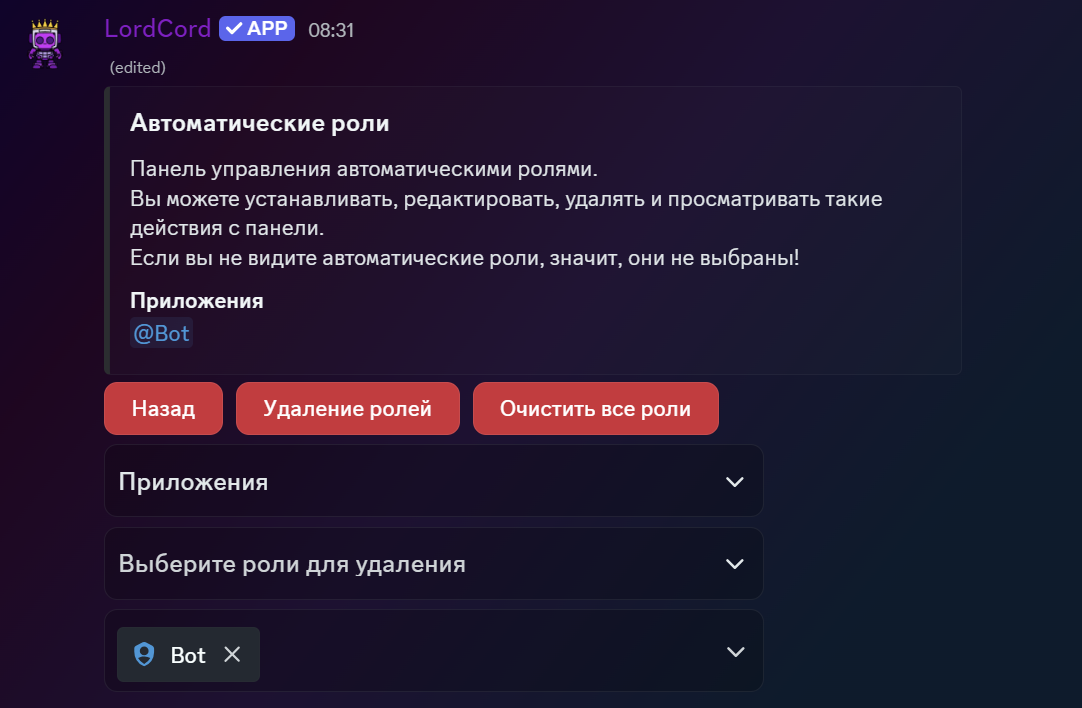 LordCord APP 08:31
(edited)
Автоматические роли
Панель управления автоматическими ролями.
Вы можете устанавливать, редактировать, удалять и просматривать такие
действия с панели.
Если вы не видите автоматические роли, значит, они не выбраны!
Приложения
@Bot
Назад Удаление ролей Очистить все роли
Приложения
Выберите роли для удаления
Bot